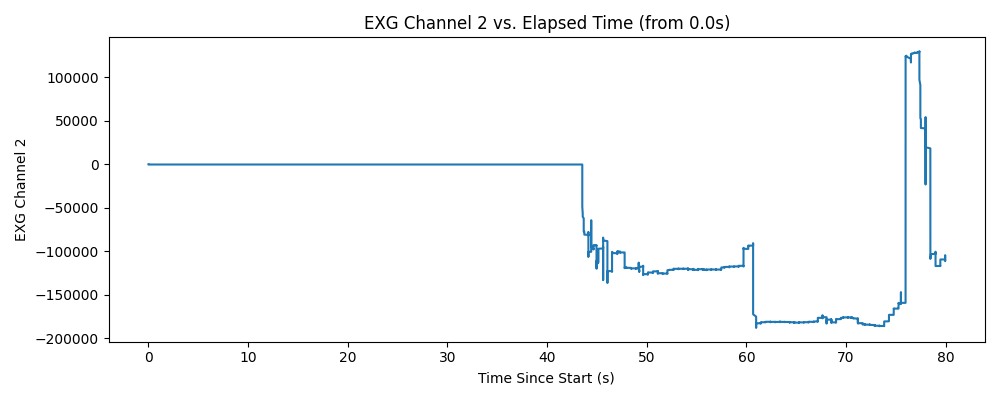 EXG Channel 2 vs. Elapsed Time (from 0.0s)
100000
50000
0
−50000
−100000
−150000
−200000
EXG Channel 2
0 10 20 30 40 50 60 70 80
Time Since Start (s)